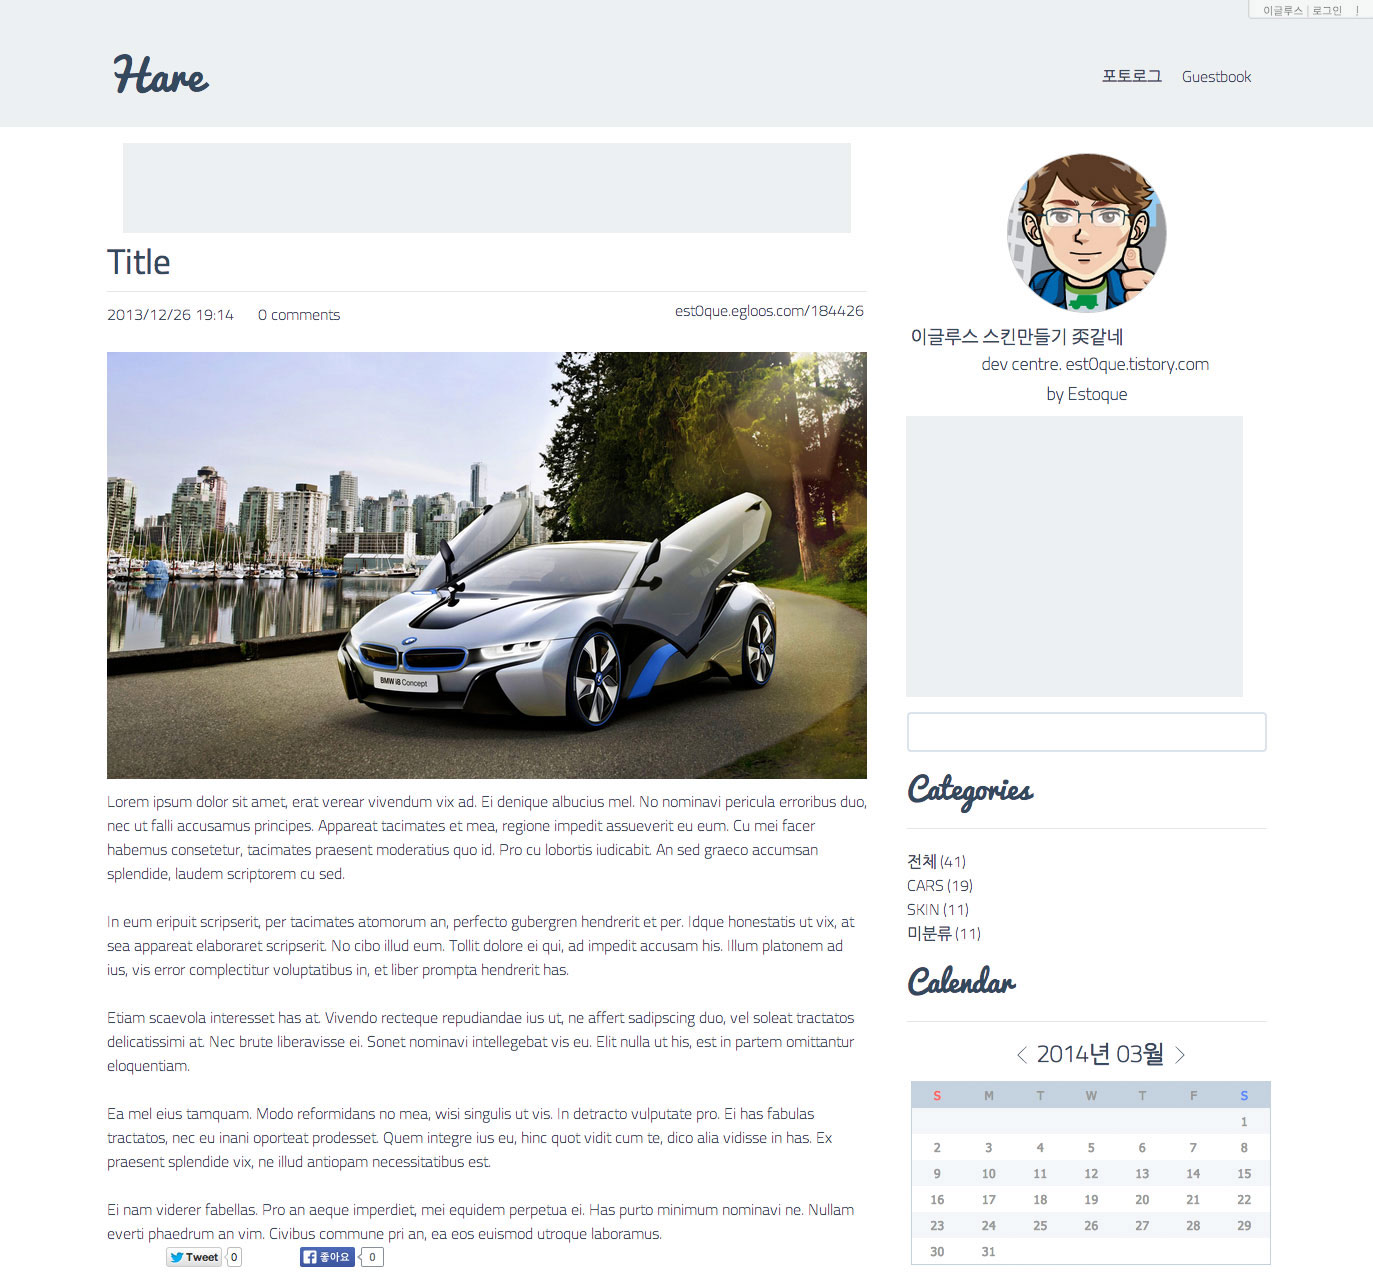 이글루스 | 로그인 !
Hare
포토로그 Guestbook
Title
2013/12/26 19:14 0 comments
est0que.egloos.com/184426
BMW i8 Concept
Lorem ipsum dolor sit amet, erat verear vivendum vix ad. Ei denique albucius mel. No nominavi pericula erroribus duo,
nec ut falli accusamus principes. Appareat tacimates et mea, regione impedit assueverit eu eum. Cu mei facer
habemus consetetur, tacimates praesent moderatius quo id. Pro cu lobortis iudicabit. An sed graeco accumsan
splendide, laudem scriptorem cu sed.
In eum eripuit scripserit, per tacimates atomorum an, perfecto gubergren hendrerit et per. Idque honestatis ut vix, at
sea appareat elaboraret scripserit. No cibo illud eum. Tollit dolore ei qui, ad impedit accusam his. Illum platonem ad
ius, vis error complectitur voluptatibus in, et liber prompta hendrerit has.
Etiam scaevola interesset has at. Vivendo recteque repudiandae ius ut, ne affert sadipscing duo, vel soleat tractatos
delicatissimi at. Nec brute liberavisse ei. Sonet nominavi intellegebat vis eu. Elit nulla ut his, est in partem omittantur
eloquentiam.
Ea mel eius tamquam. Modo reformidans no mea, wisi singulis ut vis. In detracto vulputate pro. Ei has fabulas
tractatos, nec eu inani oporteat prodesset. Quem integre ius eu, hinc quot vidit cum te, dico alia vidisse in has. Ex
praesent splendide vix, ne illud antiopam necessitatibus est.
Ei nam viderer fabellas. Pro an aeque imperdiet, mei equidem perpetua ei. Has purto minimum nominavi ne. Nullam
everti phaedrum an vim. Civibus commune pri an, ea eos euismod utroque laboramus.
Tweet 0 좋아요 0
이글루스 스킨만들기 좃같네
dev centre. est0que.tistory.com
by Estoque
Categories
전체 (41)
CARS (19)
SKIN (11)
미분류 (11)
Calendar
2014년 03월
S M T W T F S
1
2 3 4 5 6 7 8
9 10 11 12 13 14 15
16 17 18 19 20 21 22
23 24 25 26 27 28 29
30 31